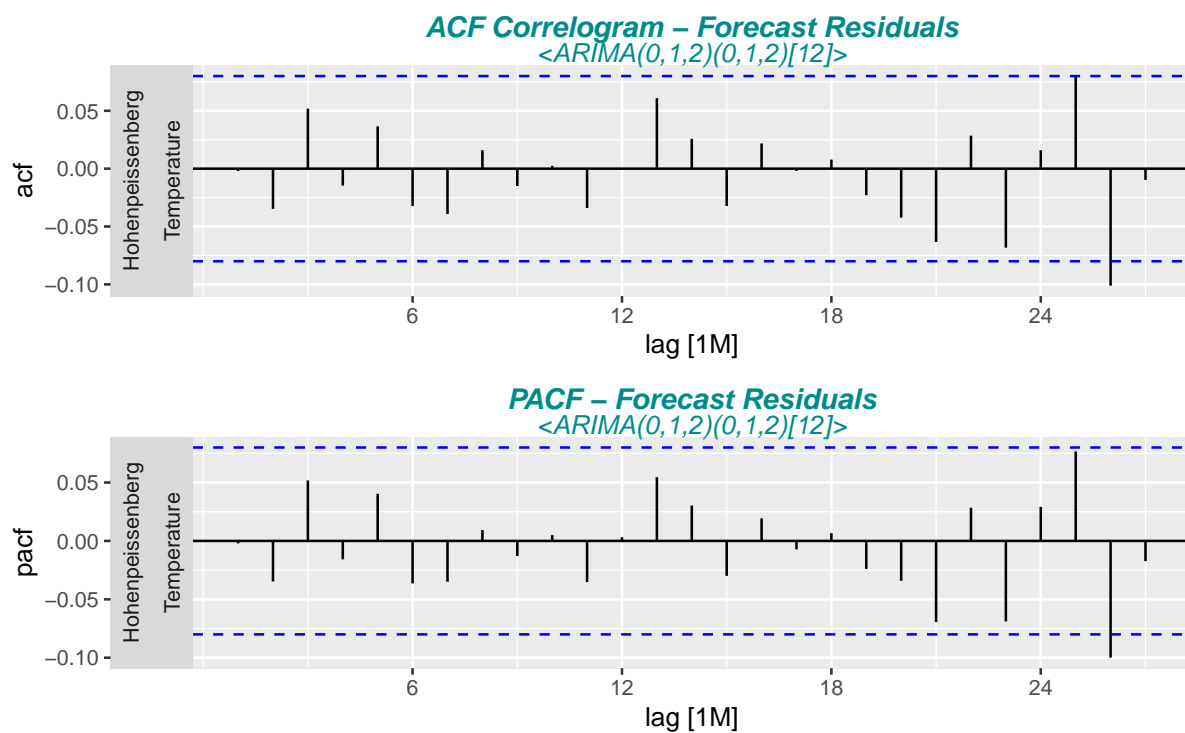 ACF Correlogram – Forecast Residuals
<ARIMA(0,1,2)(0,1,2)[12]>
acf
Hohenpeissenberg
Temperature
0.05
0.00
−0.05
−0.10
6 12 18 24
lag [1M]
PACF – Forecast Residuals
<ARIMA(0,1,2)(0,1,2)[12]>
pacf
Hohenpeissenberg
Temperature
0.05
0.00
−0.05
−0.10
6 12 18 24
lag [1M]